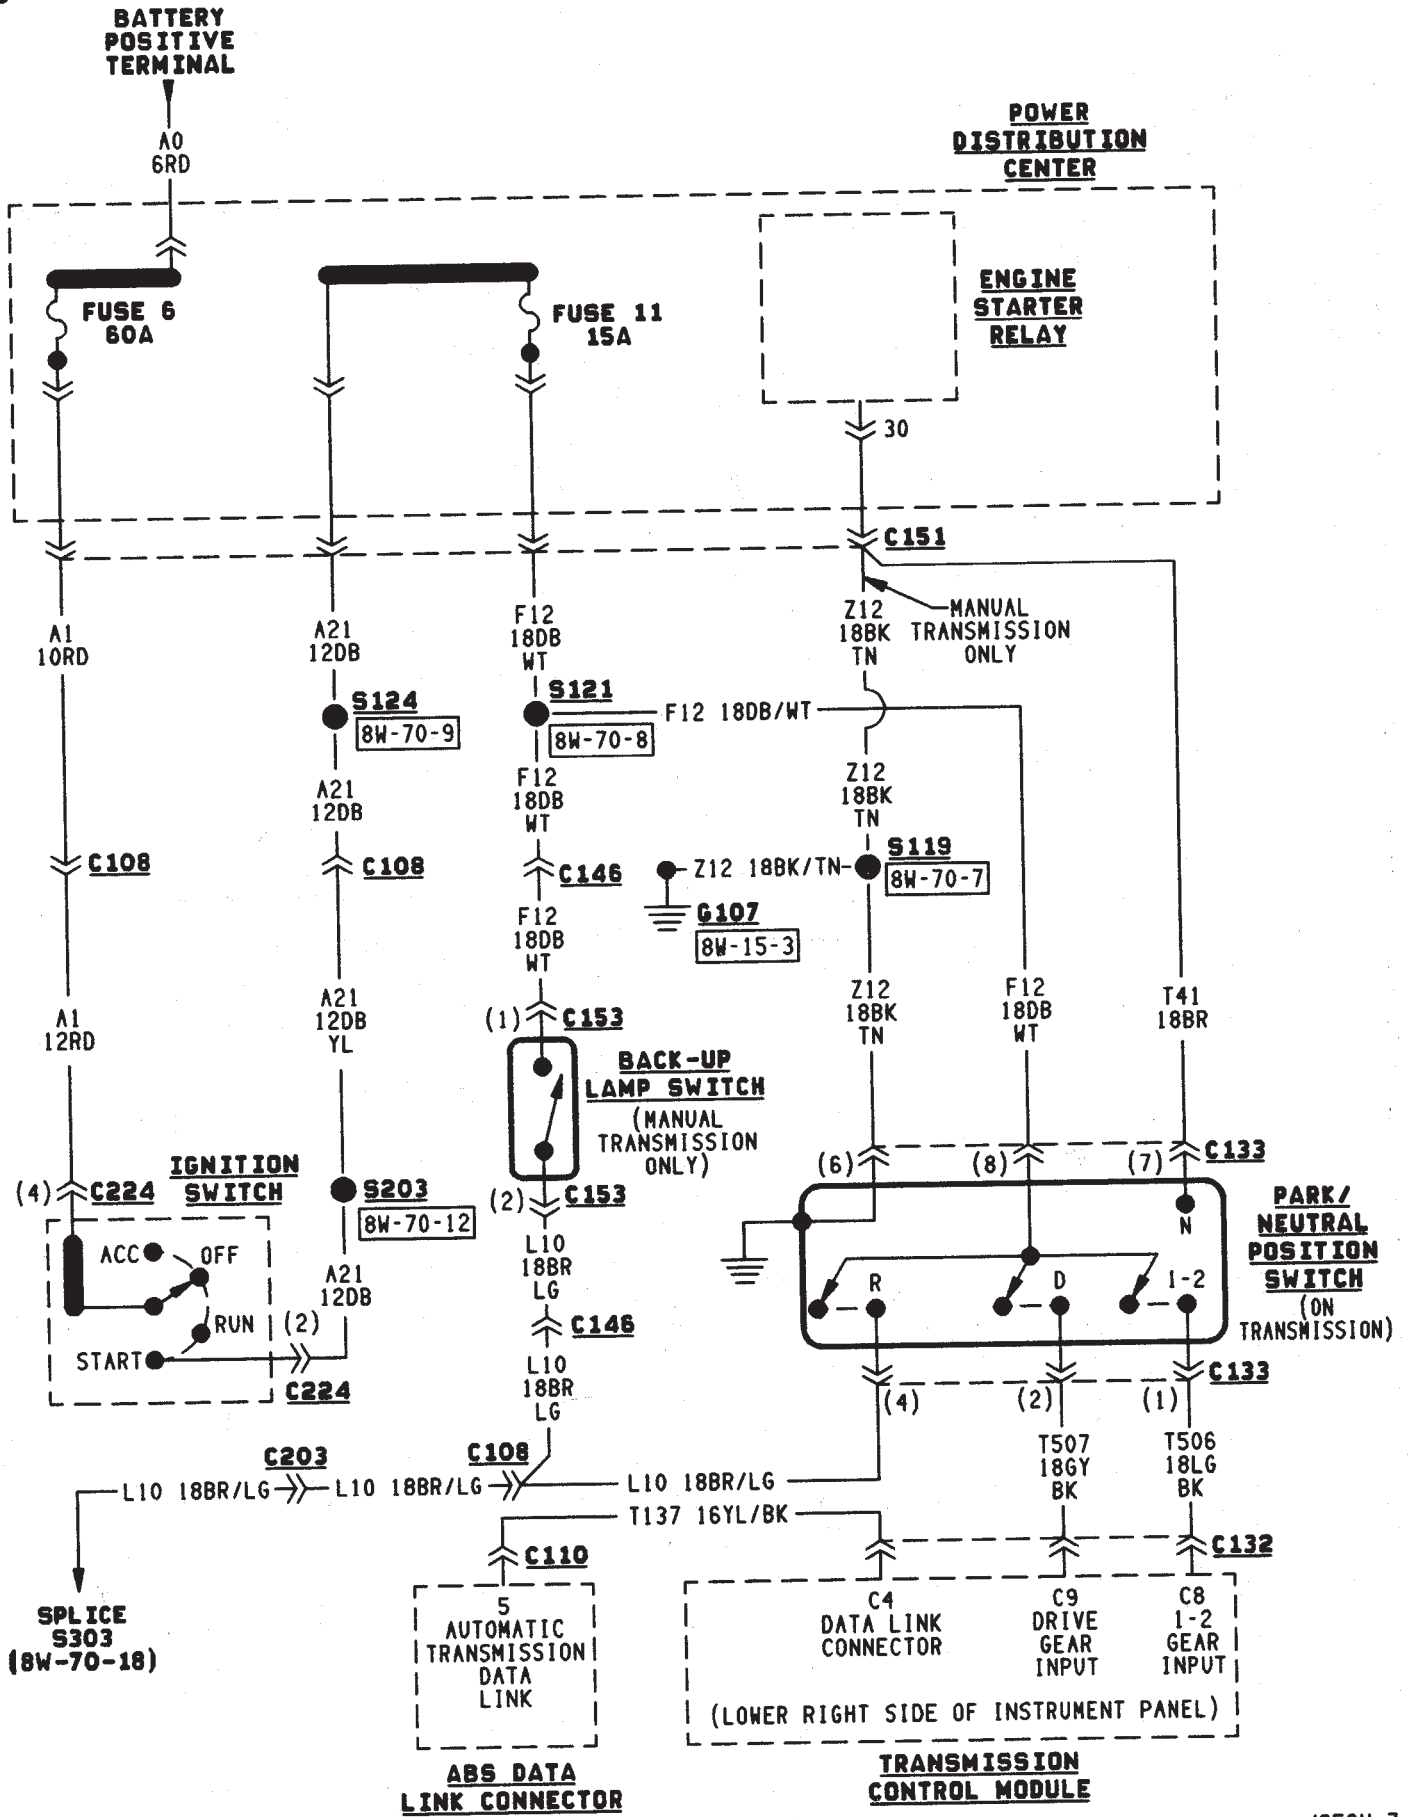 BATTERY
POSITIVE
TERMINAL
A0
6RD
POWER
DISTRIBUTION
CENTER
FUSE 6
60A
FUSE 11
15A
ENGINE
STARTER
RELAY
30
C151
A1
10RD
A21
12DB
F12
18DB
WT
Z12
18BK
TN
MANUAL
TRANSMISSION
ONLY
S124
8W-70-9
S121
8W-70-8
F12 18DB/WT
A21
12DB
F12
18DB
WT
Z12
18BK
TN
C108
C108
C146
Z12 18BK/TN
S119
8W-70-7
G107
8W-15-3
F12
18DB
WT
A1
12RD
A21
12DB
YL
(1) C153
Z12
18BK
TN
F12
18DB
WT
T41
18BR
BACK-UP
LAMP SWITCH
(MANUAL
TRANSMISSION
ONLY)
(6)
(8)
(7)
C133
IGNITION
SWITCH
(4) C224
S203
8W-70-12
(2) C153
PARK/
NEUTRAL
POSITION
SWITCH
(ON
TRANSMISSION)
N
R
D
1-2
ACC
OFF
RUN
START
(2)
C224
A21
12DB
L10
18BR
LG
C146
L10
18BR
LG
(4)
(2)
(1)
C133
T507
18GY
BK
T506
18LG
BK
C203
C108
L10 18BR/LG
L10 18BR/LG
L10 18BR/LG
T137 16YL/BK
C110
C132
SPLICE
S303
(8W-70-18)
5
AUTOMATIC
TRANSMISSION
DATA
LINK
ABS DATA
LINK CONNECTOR
C4
DATA LINK
CONNECTOR
C9
DRIVE
GEAR
INPUT
C8
1-2
GEAR
INPUT
(LOWER RIGHT SIDE OF INSTRUMENT PANEL)
TRANSMISSION
CONTROL MODULE